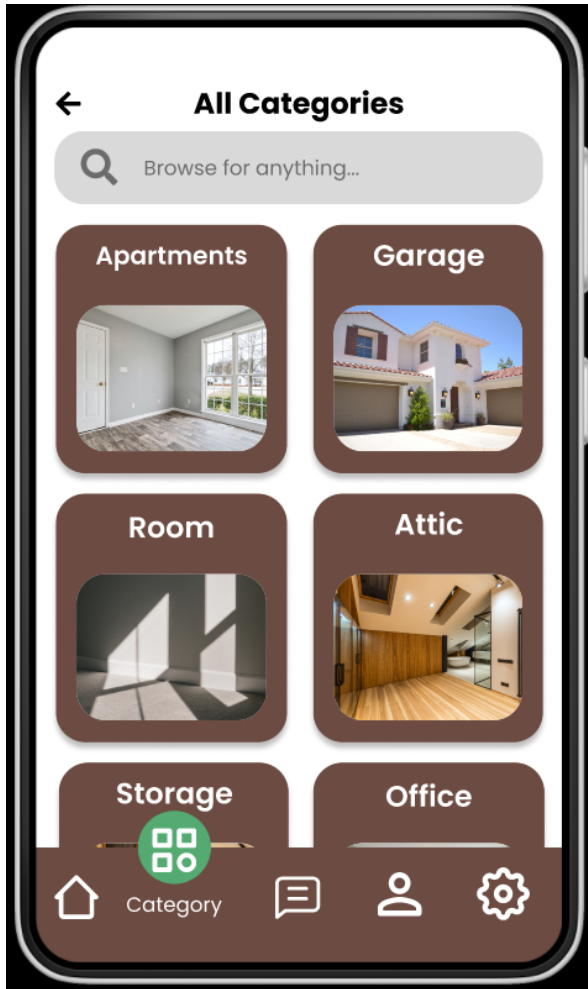 All Categories
Browse for anything...
Apartments
Garage
Room
Attic
Storage
Office
Category